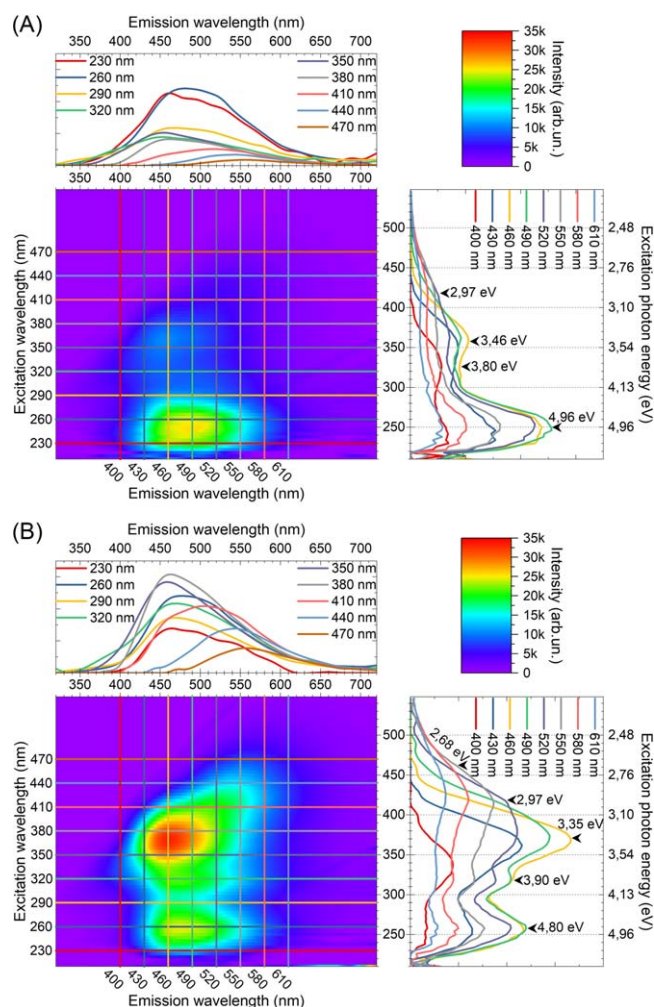 (A)
Emission wavelength (nm)
350 400 450 500 550 600 650 700
230 nm 350 nm
260 nm 380 nm
290 nm 410 nm
320 nm 440 nm
470 nm
350 400 450 500 550 600 650 700
35k
30k
25k
20k
15k
10k
5k
0
Intensity (arb.un.)
Excitation wavelength (nm)
470
440
410
380
350
320
290
260
230
400 430 460 490 520 550 580 610
Emission wavelength (nm)
400 nm
430 nm
460 nm
490 nm
520 nm
550 nm
580 nm
610 nm
500
450
400
350
300
250
2,97 eV
3,46 eV
3,80 eV
4,96 eV
2,48
2,76
3,10
3,54
4,13
4,96
Excitation photon energy (eV)
(B)
Emission wavelength (nm)
350 400 450 500 550 600 650 700
230 nm 350 nm
260 nm 380 nm
290 nm 410 nm
320 nm 440 nm
470 nm
350 400 450 500 550 600 650 700
35k
30k
25k
20k
15k
10k
5k
0
Intensity (arb.un.)
Excitation wavelength (nm)
470
440
410
380
350
320
290
260
230
400 430 460 490 520 550 580 610
Emission wavelength (nm)
400 nm
430 nm
460 nm
490 nm
520 nm
550 nm
580 nm
610 nm
500
450
400
350
300
250
2,68 eV
2,97 eV
3,35 eV
3,90 eV
4,80 eV
2,48
2,76
3,10
3,54
4,13
4,96
Excitation photon energy (eV)